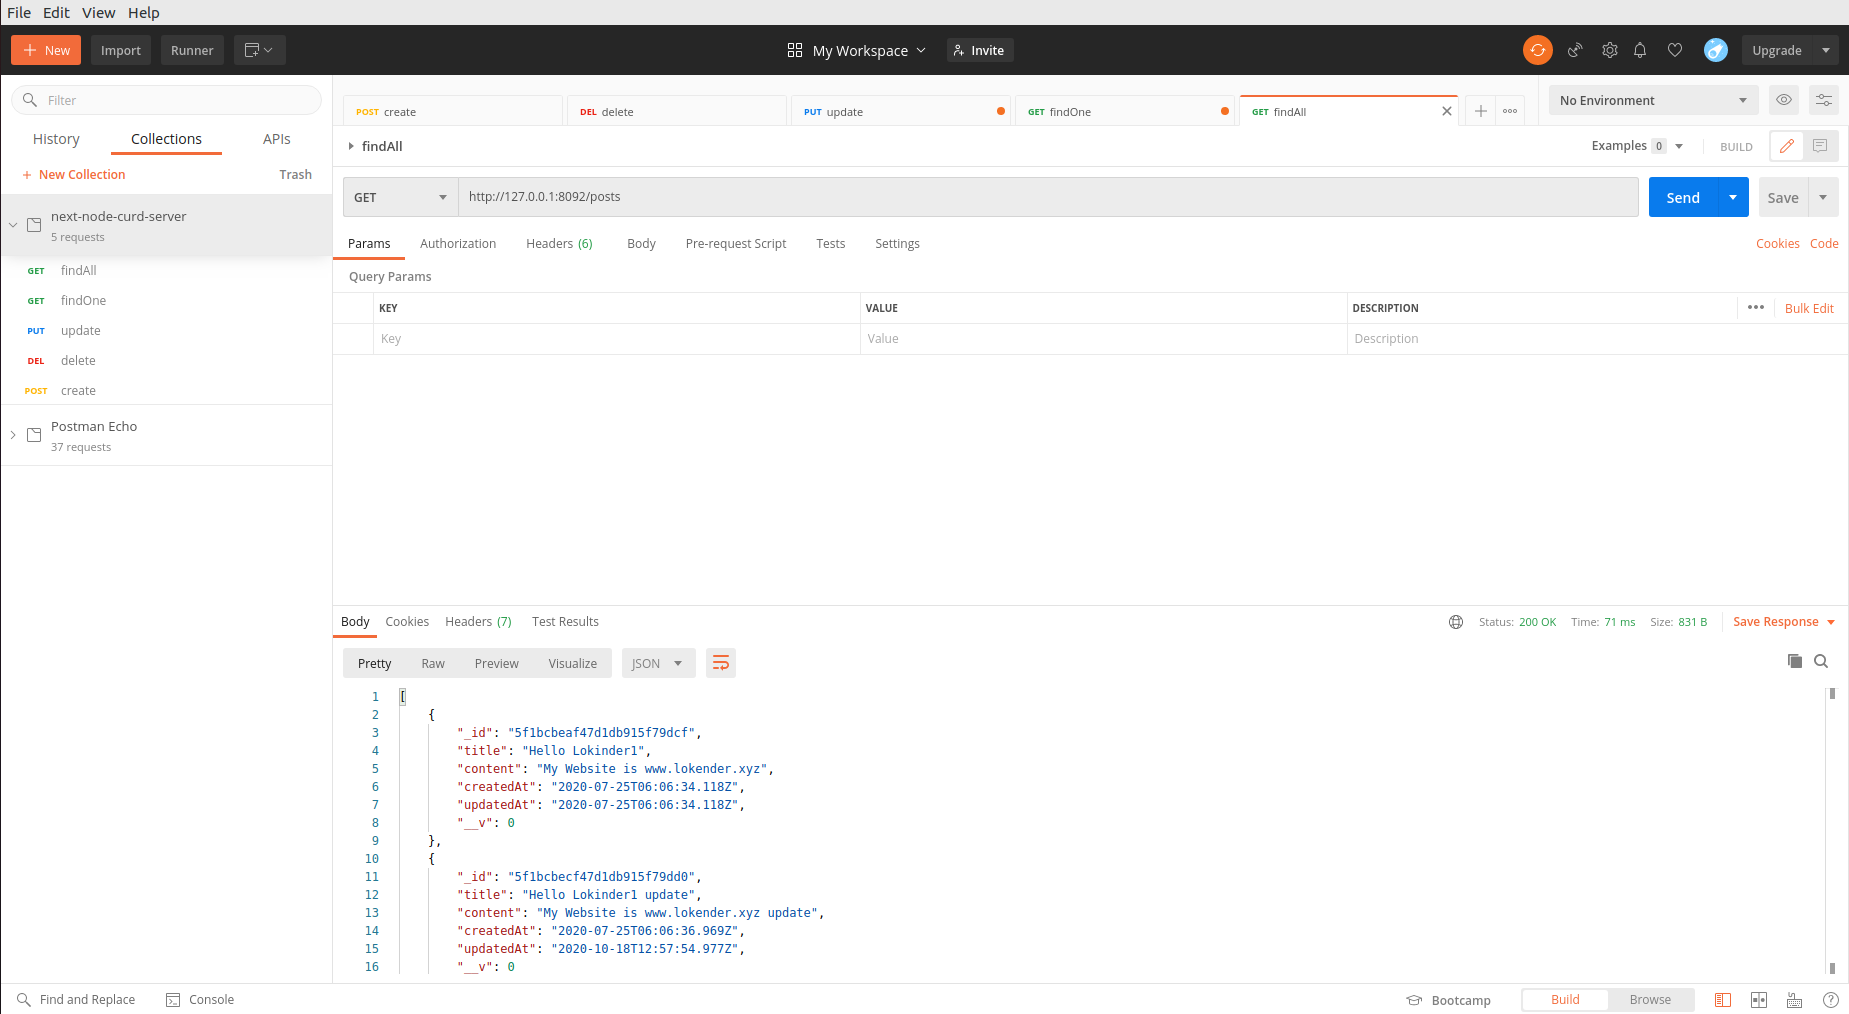 File Edit View Help
New Import Runner My Workspace Invite Upgrade
Filter
History Collections APIs
New Collection Trash
next-node-curd-server
5 requests
GET findAll
GET findOne
PUT update
DEL delete
POST create
Postman Echo
37 requests
POST create DEL delete PUT update GET findOne GET findAll No Environment
findAll Examples 0 BUILD
GET http://127.0.0.1:8092/posts Send Save
Params Authorization Headers (6) Body Pre-request Script Tests Settings Cookies Code
Query Params
KEY VALUE DESCRIPTION Bulk Edit
Key Value Description
Body Cookies Headers (7) Test Results Status: 200 OK Time: 71 ms Size: 831 B Save Response
Pretty Raw Preview Visualize JSON
1 [
2 {
3 "_id": "5f1bcbeaf47d1db915f79dcf",
4 "title": "Hello Lokinder1",
5 "content": "My Website is www.lokender.xyz",
6 "createdAt": "2020-07-25T06:06:34.118Z",
7 "updatedAt": "2020-07-25T06:06:34.118Z",
8 "__v": 0
9 },
10 {
11 "_id": "5f1bcbecf47d1db915f79dd0",
12 "title": "Hello Lokinder1 update",
13 "content": "My Website is www.lokender.xyz update",
14 "createdAt": "2020-07-25T06:06:36.969Z",
15 "updatedAt": "2020-10-18T12:57:54.977Z",
16 "__v": 0
Find and Replace Console Bootcamp Build Browse